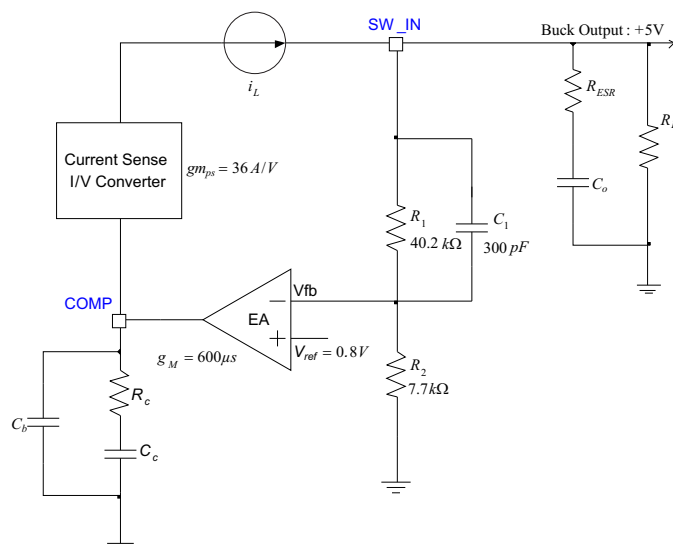 SW_IN
Buck Output : +5V
i_L
R_ESR
Current Sense
I/V Converter
gm_ps = 36 A/V
C_o
R_1
40.2 kΩ
C_1
300 pF
COMP
Vfb
EA
g_M = 600µs
V_ref = 0.8V
R_2
7.7kΩ
C_b
R_c
C_c